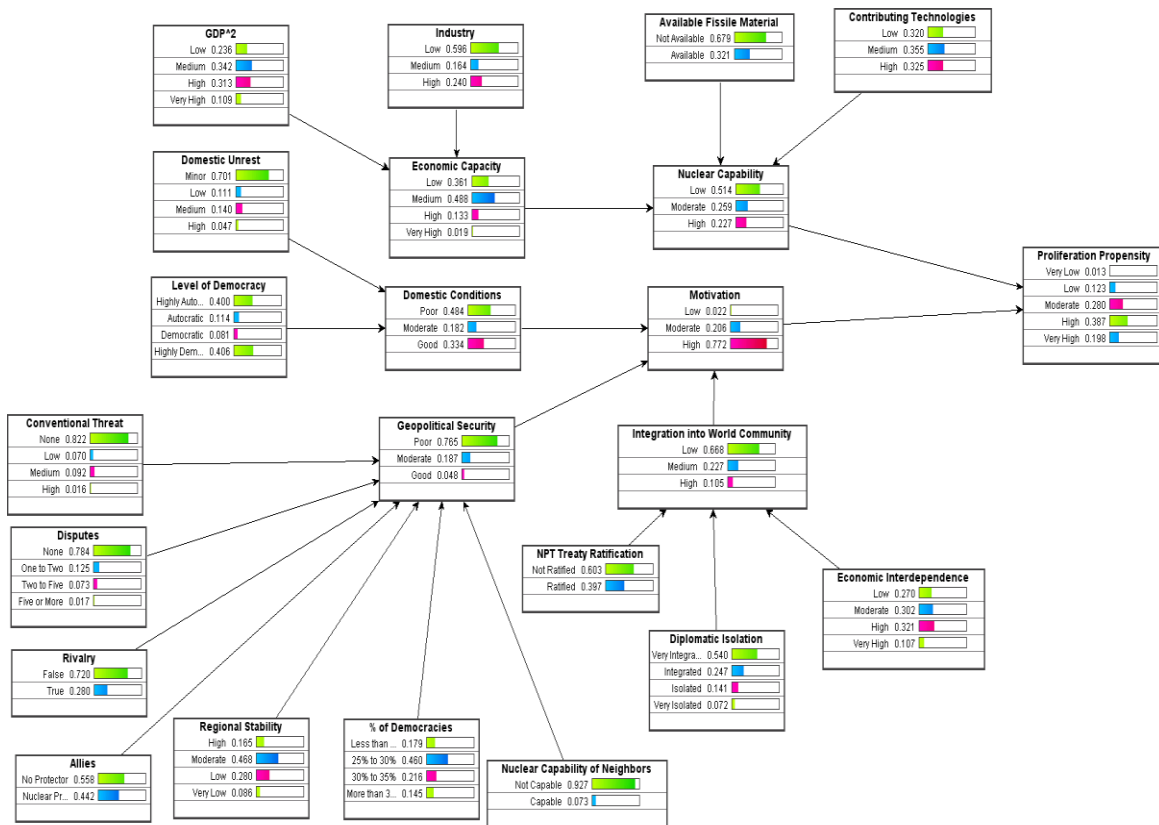 GDP^2
Low 0.236
Medium 0.342
High 0.313
Very High 0.109
Industry
Low 0.596
Medium 0.164
High 0.240
Available Fissile Material
Not Available 0.679
Available 0.321
Contributing Technologies
Low 0.320
Medium 0.355
High 0.325
Domestic Unrest
Minor 0.701
Low 0.111
Medium 0.140
High 0.047
Economic Capacity
Low 0.361
Medium 0.488
High 0.133
Very High 0.019
Nuclear Capability
Low 0.514
Moderate 0.259
High 0.227
Proliferation Propensity
Very Low 0.013
Low 0.123
Moderate 0.280
High 0.387
Very High 0.198
Level of Democracy
Highly Auto... 0.400
Autocratic 0.114
Democratic 0.081
Highly Dem... 0.406
Domestic Conditions
Poor 0.484
Moderate 0.182
Good 0.334
Motivation
Low 0.022
Moderate 0.206
High 0.772
Conventional Threat
None 0.822
Low 0.070
Medium 0.092
High 0.016
Geopolitical Security
Poor 0.765
Moderate 0.187
Good 0.048
Integration into World Community
Low 0.668
Medium 0.227
High 0.105
Disputes
None 0.784
One to Two 0.125
Two to Five 0.073
Five or More 0.017
NPT Treaty Ratification
Not Ratified 0.603
Ratified 0.397
Economic Interdependence
Low 0.270
Moderate 0.302
High 0.321
Very High 0.107
Rivalry
False 0.720
True 0.280
Diplomatic Isolation
Very Integra... 0.540
Integrated 0.247
Isolated 0.141
Very Isolated 0.072
Allies
No Protector 0.558
Nuclear Pr... 0.442
Regional Stability
High 0.165
Moderate 0.468
Low 0.280
Very Low 0.086
% of Democracies
Less than ... 0.179
25% to 30% 0.460
30% to 35% 0.216
More than 3... 0.145
Nuclear Capability of Neighbors
Not Capable 0.927
Capable 0.073